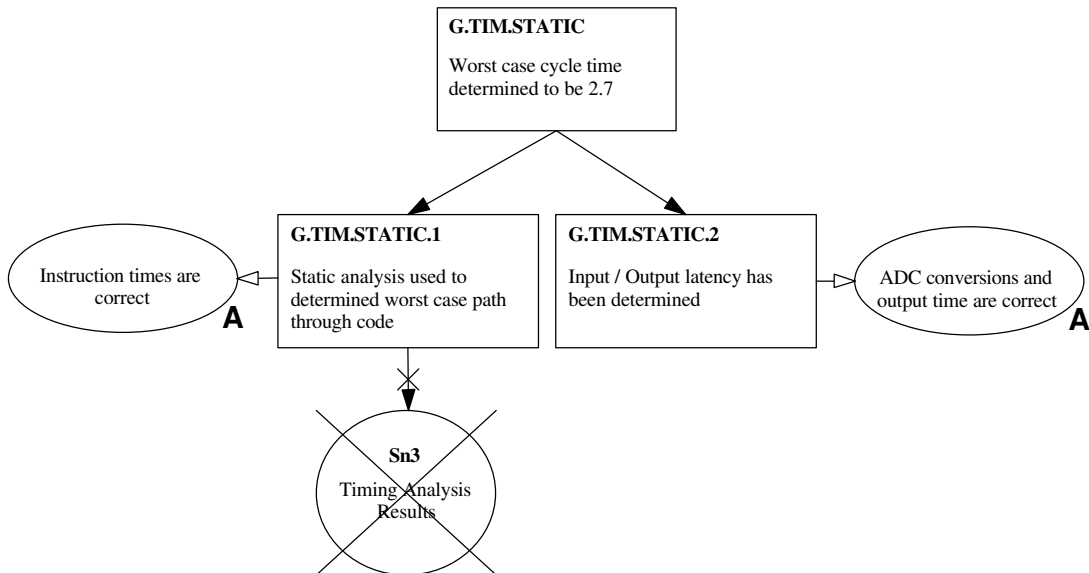 G.TIM.STATIC
Worst case cycle time
determined to be 2.7
G.TIM.STATIC.1
Static analysis used to
determined worst case path
through code
G.TIM.STATIC.2
Input / Output latency has
been determined
Instruction times are
correct
A
ADC conversions and
output time are correct
A
Sn3
Timing Analysis
Results